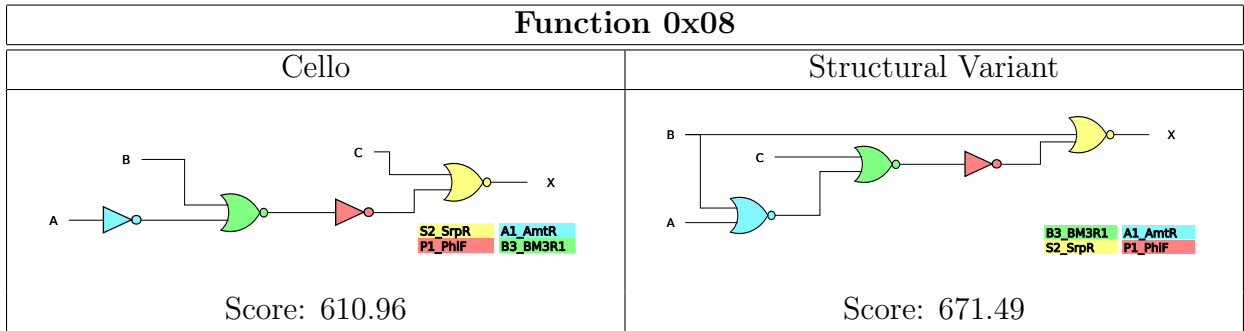 Function 0x08
Cello
Structural Variant
B
C
X
A
S2_SrpR A1_AmtR
P1_PhlF B3_BM3R1
B
X
C
A
B3_BM3R1 A1_AmtR
S2_SrpR P1_PhlF
Score: 610.96
Score: 671.49